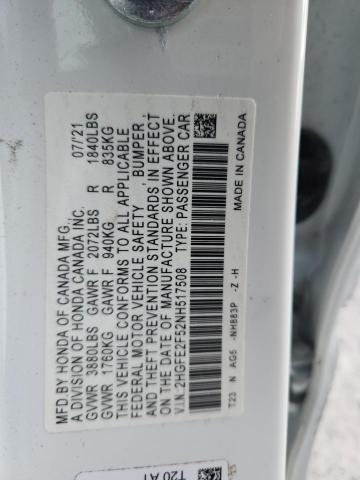 MFD. BY HONDA OF CANADA MFG. 07/21
A DIVISION OF HONDA CANADA INC.
GVWR 3880LBS GAWR F 2072LBS R 1840LBS
GVWR 1760KG GAWR F 940KG R 835KG
THIS VEHICLE CONFORMS TO ALL APPLICABLE
FEDERAL MOTOR VEHICLE SAFETY, BUMPER,
AND THEFT PREVENTION STANDARDS, IN EFFECT
ON THE DATE OF MANUFACTURE SHOWN ABOVE.
V.I.N. 2HGFE2F52NH517508 TYPE: PASSENGER CAR
MADE IN CANADA
T23 N AG5 -NH883P -Z -H
T20 A1